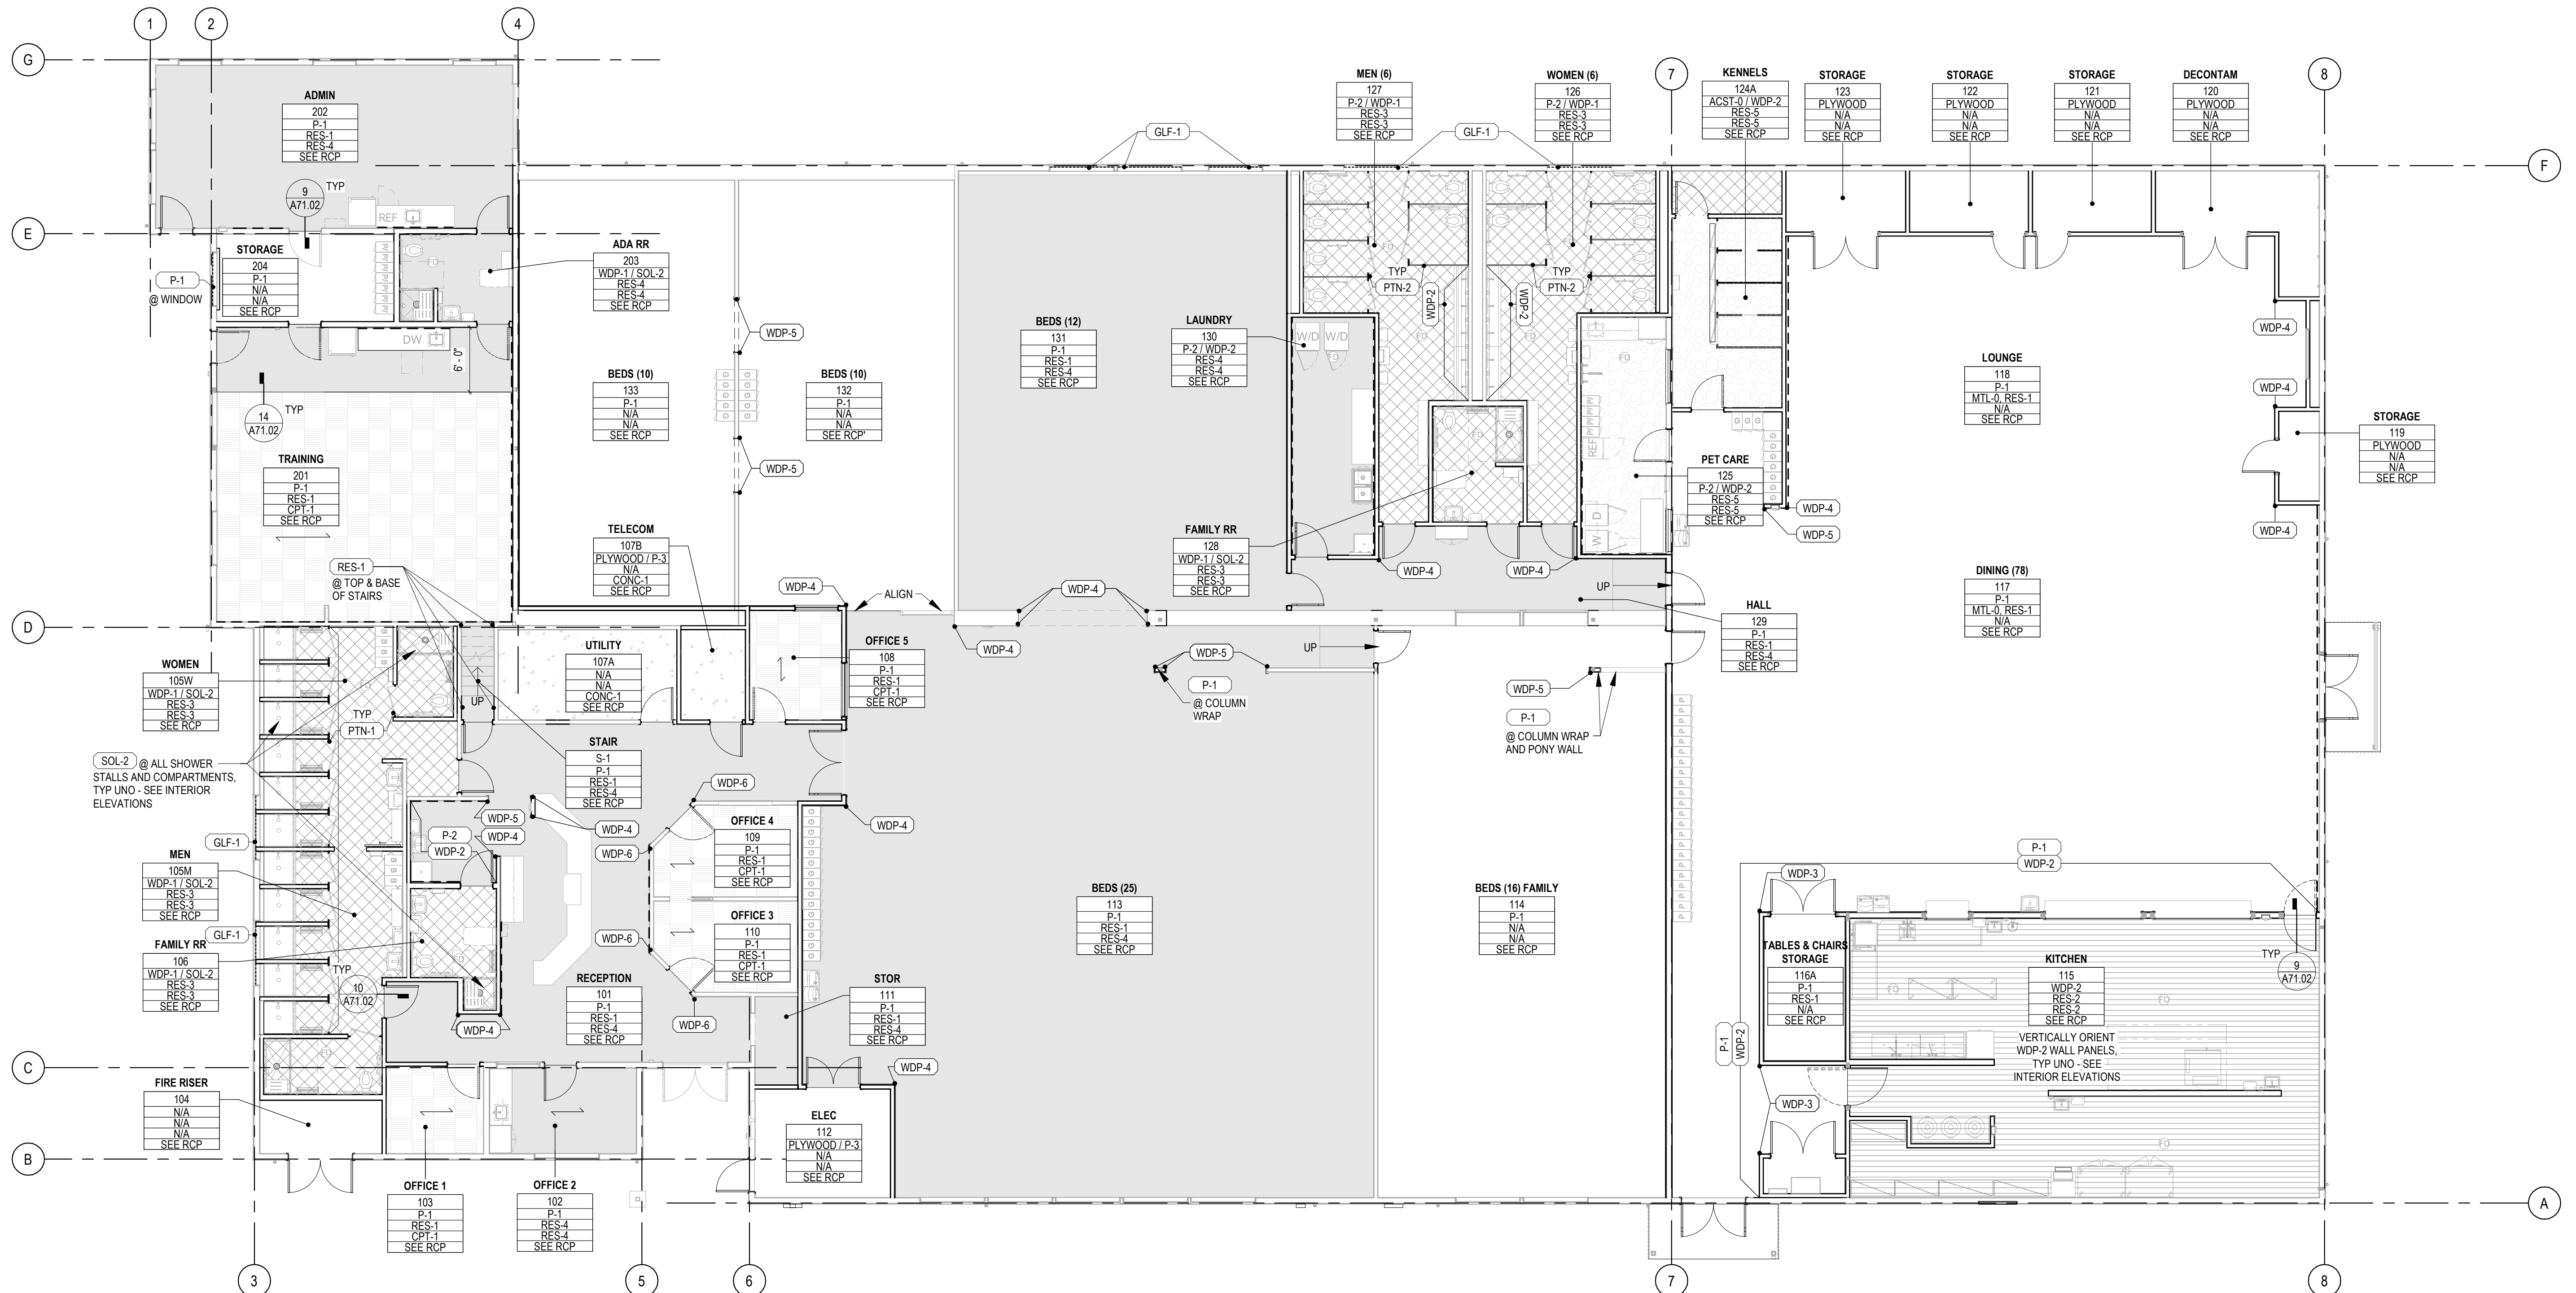 1
2
4
G
ADMIN
202
P-1
RES-1
RES-4
SEE RCP
9
A71.02
TYP
REF
E
STORAGE
204
P-1
N/A
N/A
SEE RCP
P-1
@ WINDOW
FD
ADA RR
203
WDP-1 / SOL-2
RES-4
RES-4
SEE RCP
DW
6' - 0"
14
A71.02
TYP
TRAINING
201
P-1
RES-1
CPT-1
SEE RCP
BEDS (10)
133
P-1
N/A
N/A
SEE RCP
BEDS (10)
132
P-1
N/A
N/A
SEE RCP'
WDP-5
WDP-5
TELECOM
107B
PLYWOOD / P-3
N/A
CONC-1
SEE RCP
RES-1
@ TOP & BASE
OF STAIRS
WDP-4
ALIGN
GLF-1
BEDS (12)
131
P-1
RES-1
RES-4
SEE RCP
MEN (6)
127
P-2 / WDP-1
RES-3
RES-3
SEE RCP
GLF-1
WOMEN (6)
126
P-2 / WDP-1
RES-3
RES-3
SEE RCP
7
KENNELS
124A
ACST-0 / WDP-2
RES-5
RES-5
SEE RCP
STORAGE
123
PLYWOOD
N/A
N/A
SEE RCP
STORAGE
122
PLYWOOD
N/A
N/A
SEE RCP
STORAGE
121
PLYWOOD
N/A
N/A
SEE RCP
DECONTAM
120
PLYWOOD
N/A
N/A
SEE RCP
8
F
TYP
PTN-2
WDP-2
WDP-2
TYP
PTN-2
FD
FD
FD
FD
LAUNDRY
130
P-2 / WDP-2
RES-4
RES-4
SEE RCP
W/D
W/D
FD
FAMILY RR
128
WDP-1 / SOL-2
RES-3
RES-3
SEE RCP
FD
FD
REF
W
D
PET CARE
125
P-2 / WDP-2
RES-5
RES-5
SEE RCP
WDP-4
WDP-5
LOUNGE
118
P-1
MTL-0, RES-1
N/A
SEE RCP
WDP-4
WDP-4
STORAGE
119
PLYWOOD
N/A
N/A
SEE RCP
WDP-4
DINING (78)
117
P-1
MTL-0, RES-1
N/A
SEE RCP
WDP-4
WDP-4
WDP-4
UP
HALL
129
P-1
RES-1
RES-4
SEE RCP
D
WOMEN
105W
WDP-1 / SOL-2
RES-3
RES-3
SEE RCP
FD
TYP
PTN-1
UP
UTILITY
107A
N/A
N/A
CONC-1
SEE RCP
OFFICE 5
108
P-1
RES-1
CPT-1
SEE RCP
WDP-4
WDP-5
UP
P-1
@ COLUMN
WRAP
WDP-5
P-1
@ COLUMN WRAP
AND PONY WALL
SOL-2 @ ALL SHOWER
STALLS AND COMPARTMENTS,
TYP UNO - SEE INTERIOR
ELEVATIONS
STAIR
S-1
P-1
RES-1
RES-4
SEE RCP
WDP-6
WDP-5
WDP-4
WDP-4
P-2
WDP-2
WDP-4
GLF-1
WDP-6
OFFICE 4
109
P-1
RES-1
CPT-1
SEE RCP
MEN
105M
WDP-1 / SOL-2
RES-3
RES-3
SEE RCP
GLF-1
FAMILY RR
106
WDP-1 / SOL-2
RES-3
RES-3
SEE RCP
TYP
10
A71.02
FD
WDP-6
OFFICE 3
110
P-1
RES-1
CPT-1
SEE RCP
RECEPTION
101
P-1
RES-1
RES-4
SEE RCP
WDP-4
WDP-6
STOR
111
P-1
RES-1
RES-4
SEE RCP
WDP-4
BEDS (25)
113
P-1
RES-1
RES-4
SEE RCP
BEDS (16) FAMILY
114
P-1
N/A
N/A
SEE RCP
P-1
WDP-2
WDP-3
TABLES & CHAIRS
STORAGE
116A
P-1
RES-1
N/A
SEE RCP
KITCHEN
115
WDP-2
RES-2
RES-2
SEE RCP
VERTICALLY ORIENT
WDP-2 WALL PANELS,
TYP UNO - SEE
INTERIOR ELEVATIONS
FD
FD
FD
TYP
9
A71.02
P-1
WDP-2
WDP-3
C
FD
FIRE RISER
104
N/A
N/A
N/A
SEE RCP
ELEC
112
PLYWOOD / P-3
N/A
N/A
SEE RCP
B
OFFICE 1
103
P-1
RES-1
CPT-1
SEE RCP
OFFICE 2
102
P-1
RES-4
RES-4
SEE RCP
A
3
5
6
7
8